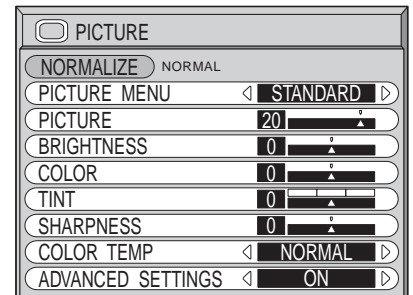 PICTURE
NORMALIZE NORMAL
PICTURE MENU STANDARD
PICTURE 20
BRIGHTNESS 0
COLOR 0
TINT 0
SHARPNESS 0
COLOR TEMP NORMAL
ADVANCED SETTINGS ON